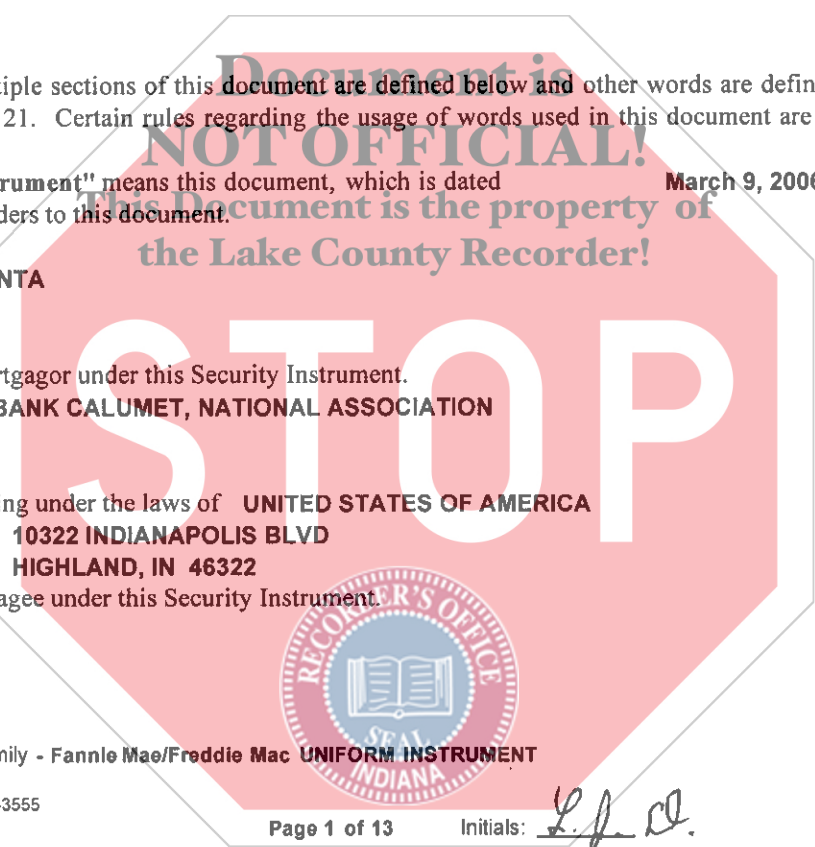 Document is
tiple sections of this document are defined below and other words are defin
21. Certain rules regarding the usage of words used in this document are
NOT OFFICIAL!
rument" means this document, which is dated March 9, 2006
This Document is the property of
ders to this document.
the Lake County Recorder!
NTA
STOP
rtgagor under this Security Instrument.
BANK CALUMET, NATIONAL ASSOCIATION
ing under the laws of UNITED STATES OF AMERICA
10322 INDIANAPOLIS BLVD
HIGHLAND, IN 46322
agee under this Security Instrument.
RECORDER'S OFFICE
SEAL
INDIANA
mily - Fannie Mae/Freddie Mac UNIFORM INSTRUMENT
-3555
Page 1 of 13 Initials: